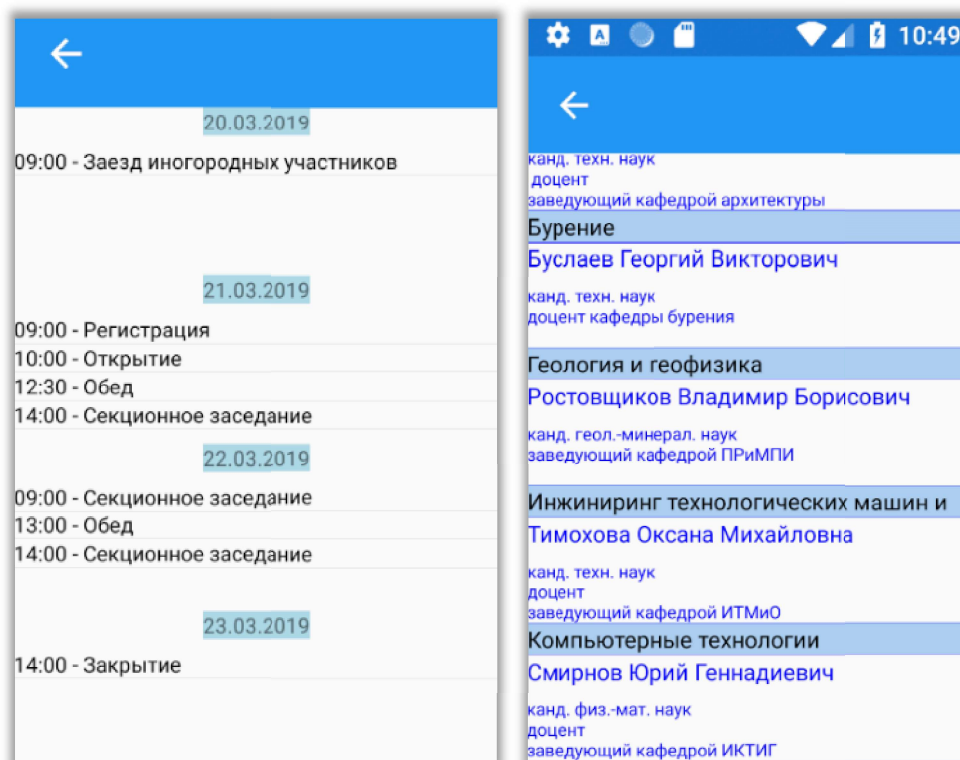 20.03.2019
09:00 - Заезд иногородных участников
21.03.2019
09:00 - Регистрация
10:00 - Открытие
12:30 - Обед
14:00 - Секционное заседание
22.03.2019
09:00 - Секционное заседание
13:00 - Обед
14:00 - Секционное заседание
23.03.2019
14:00 - Закрытие
A
10:49
канд. техн. наук
доцент
заведующий кафедрой архитектуры
Бурение
Буслаев Георгий Викторович
канд. техн. наук
доцент кафедры бурения
Геология и геофизика
Ростовщиков Владимир Борисович
канд. геол.-минерал. наук
заведующий кафедрой ПРиМПИ
Инжиниринг технологических машин и
Тимохова Оксана Михайловна
канд. техн. наук
доцент
заведующий кафедрой ИТМиО
Компьютерные технологии
Смирнов Юрий Геннадиевич
канд. физ.-мат. наук
доцент
заведующий кафедрой ИКТИГ